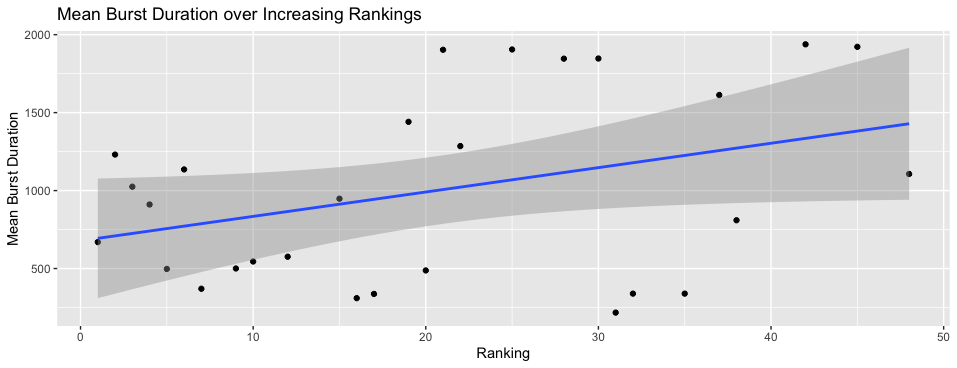 Mean Burst Duration over Increasing Rankings
2000
1500
1000
500
Mean Burst Duration
0 10 20 30 40 50
Ranking